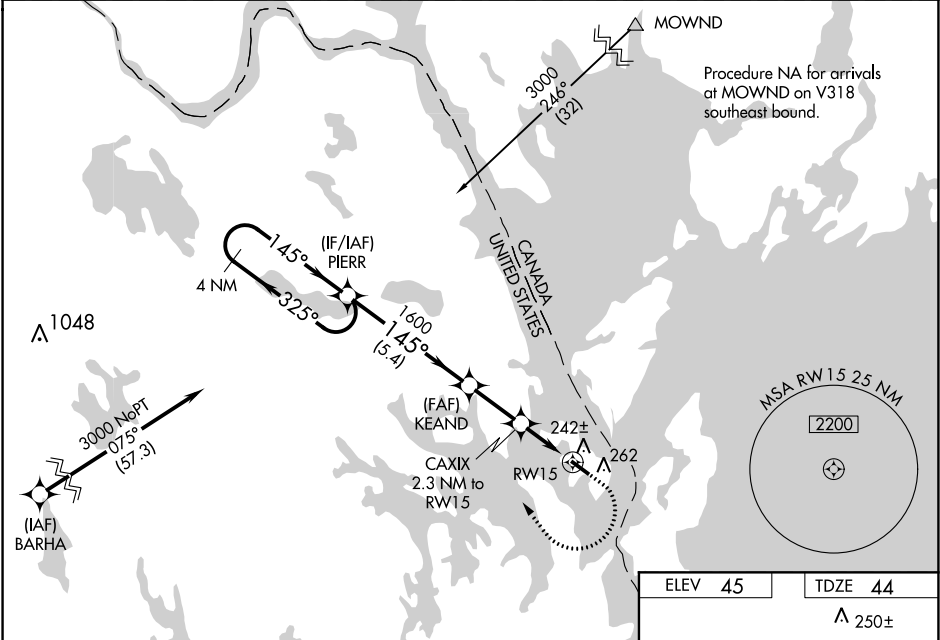 MOWND
3000
246°
(32)
Procedure NA for arrivals
at MOWND on V318
southeast bound.
CANADA
UNITED STATES
145°
(IF/IAF)
PIERR
4 NM
325°
1600
145°
(5.4)
1048
3000 NoPT
075°
(57.3)
(IAF)
BARHA
(FAF)
KEAND
CAXIX
2.3 NM to
RW15
242±
262
RW15
MSA RW15 25 NM
2200
ELEV 45
TDZE 44
250±